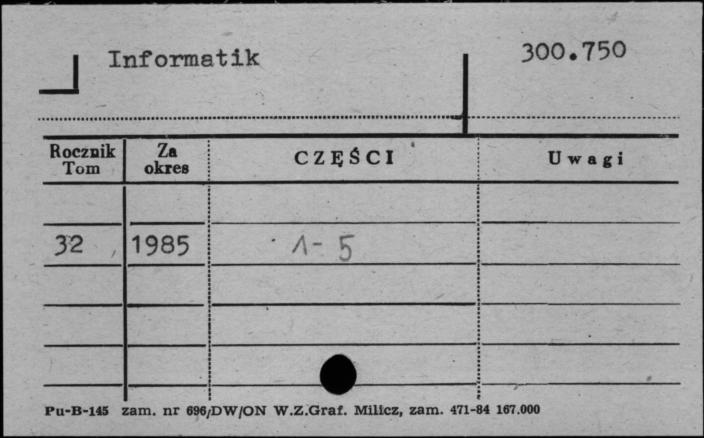 Informatik 300.750
Rocznik Tom Za okres CZĘŚCI Uwagi
32 1985 1-5
Pu-B-145 zam. nr 696/DW/ON W.Z.Graf. Milicz, zam. 471-84 167.000